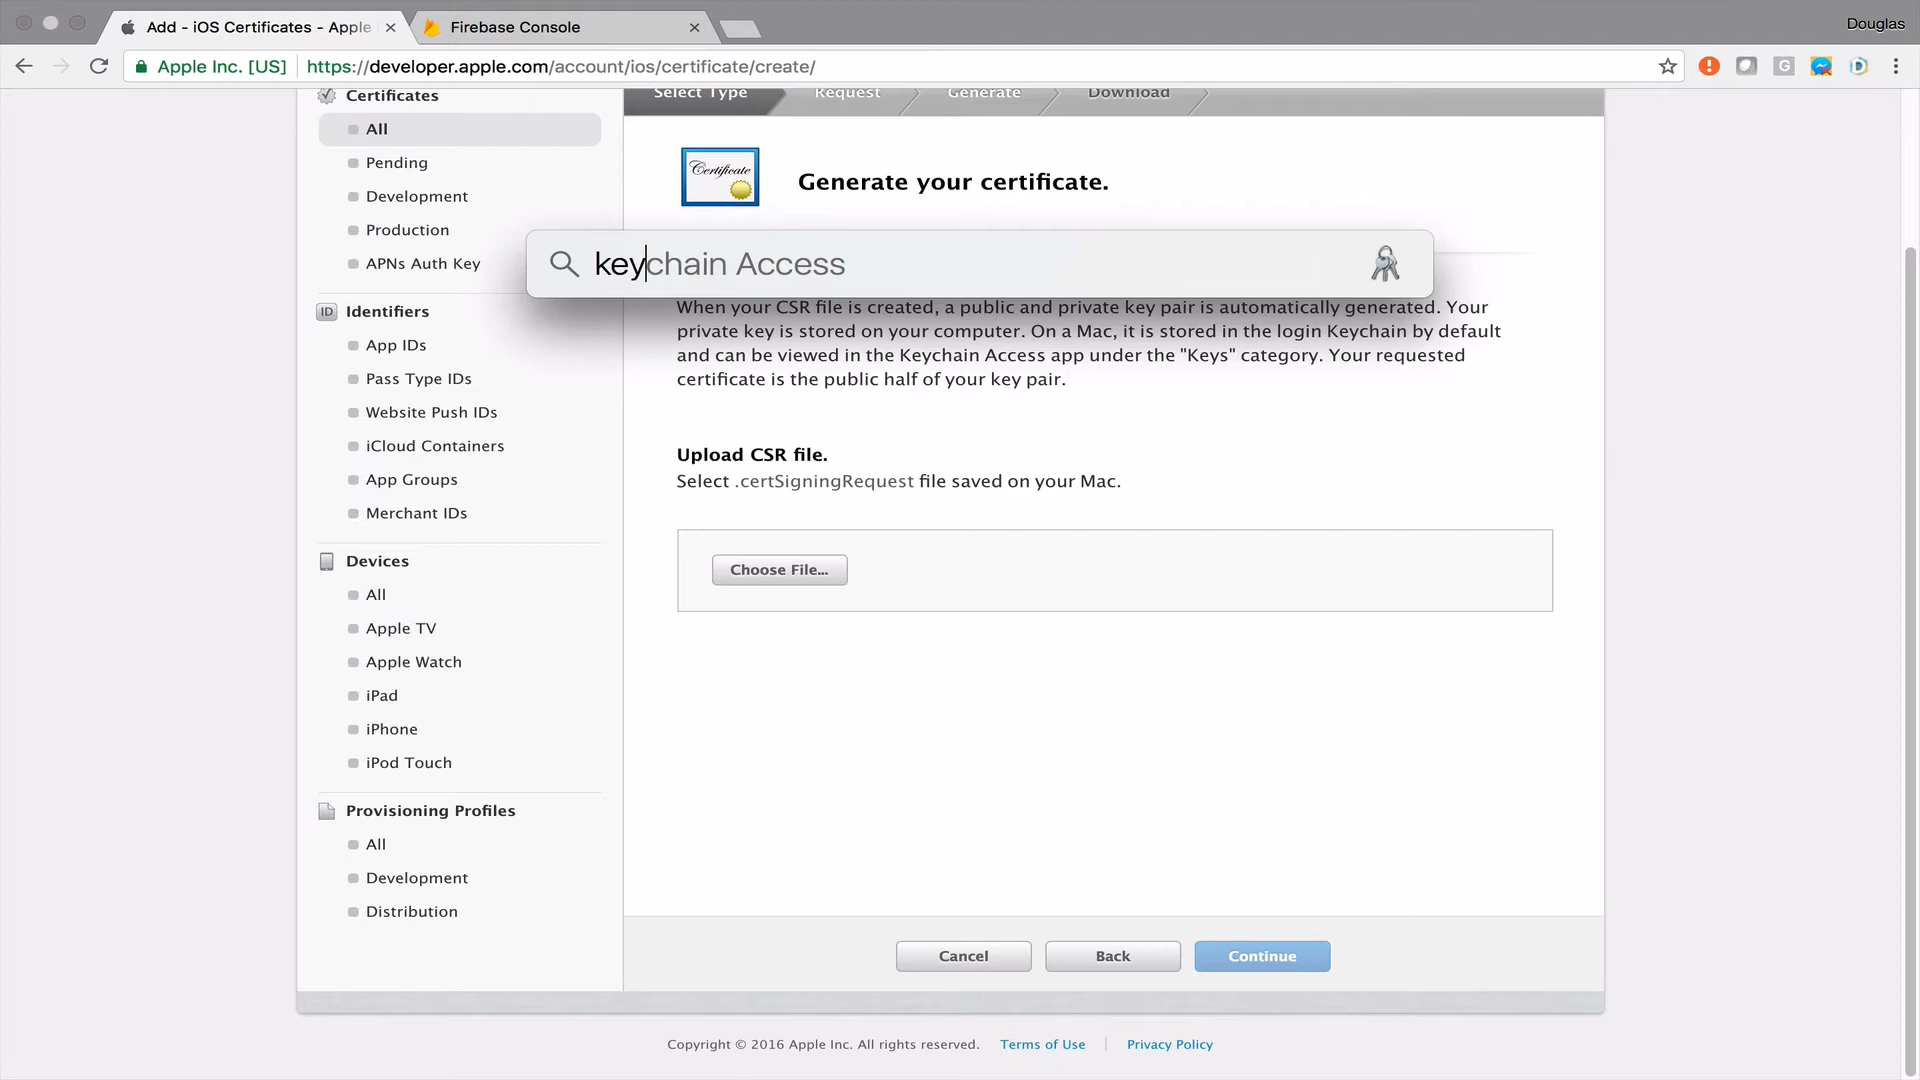 Add - iOS Certificates - Apple
Firebase Console
Douglas
Apple Inc. [US]
https://developer.apple.com/account/ios/certificate/create/
Certificates
All
Pending
Development
Production
APNs Auth Key
Identifiers
App IDs
Pass Type IDs
Website Push IDs
iCloud Containers
App Groups
Merchant IDs
Devices
All
Apple TV
Apple Watch
iPad
iPhone
iPod Touch
Provisioning Profiles
All
Development
Distribution
Select Type
Request
Generate
Download
Certificate
Generate your certificate.
keychain Access
When your CSR file is created, a public and private key pair is automatically generated. Your
private key is stored on your computer. On a Mac, it is stored in the login Keychain by default
and can be viewed in the Keychain Access app under the "Keys" category. Your requested
certificate is the public half of your key pair.
Upload CSR file.
Select .certSigningRequest file saved on your Mac.
Choose File...
Cancel
Back
Continue
Copyright © 2016 Apple Inc. All rights reserved.
Terms of Use
Privacy Policy